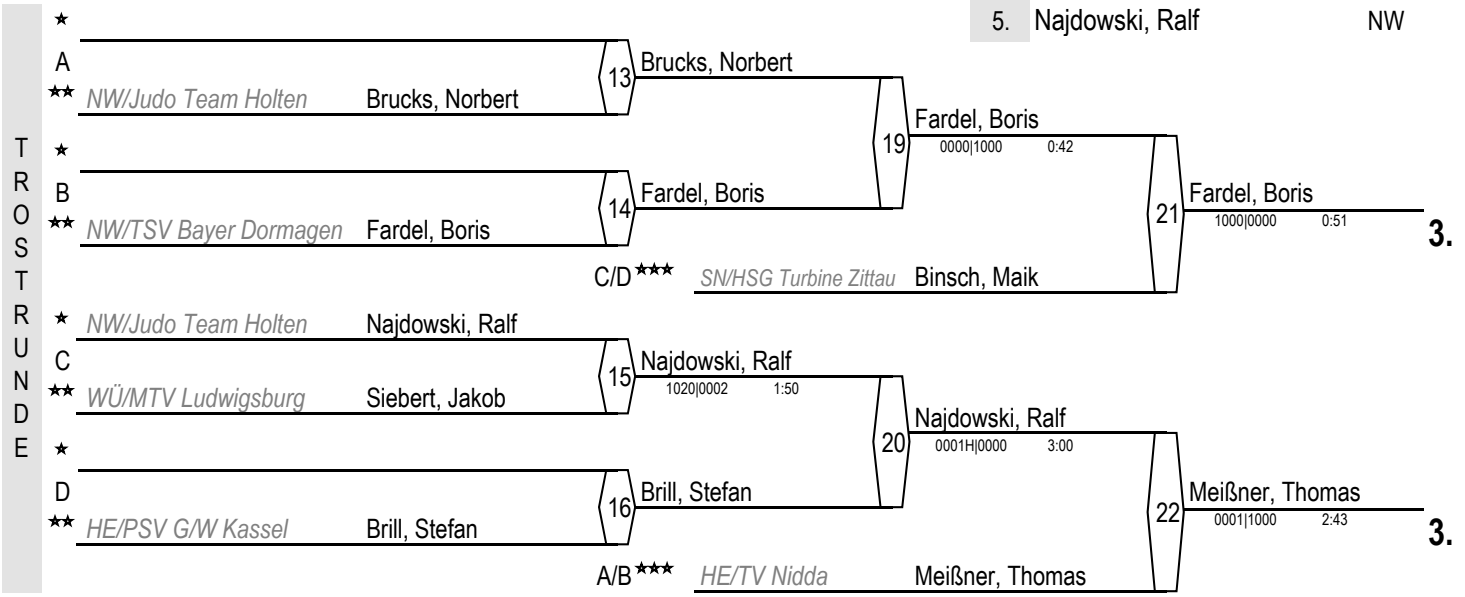 ★
5. Najdowski, Ralf NW
A
13 Brucks, Norbert
★★ NW/Judo Team Holten Brucks, Norbert
TROSTRUNDE
19 Fardel, Boris
0000|1000 0:42
★
B
14 Fardel, Boris
21 Fardel, Boris
1000|0000 0:51
3.
★★ NW/TSV Bayer Dormagen Fardel, Boris
C/D ★★★ SN/HSG Turbine Zittau Binsch, Maik
★ NW/Judo Team Holten Najdowski, Ralf
C
15 Najdowski, Ralf
1020|0002 1:50
★★ WÜ/MTV Ludwigsburg Siebert, Jakob
20 Najdowski, Ralf
0001H|0000 3:00
★
D
16 Brill, Stefan
22 Meißner, Thomas
0001|1000 2:43
3.
★★ HE/PSV G/W Kassel Brill, Stefan
A/B ★★★ HE/TV Nidda Meißner, Thomas